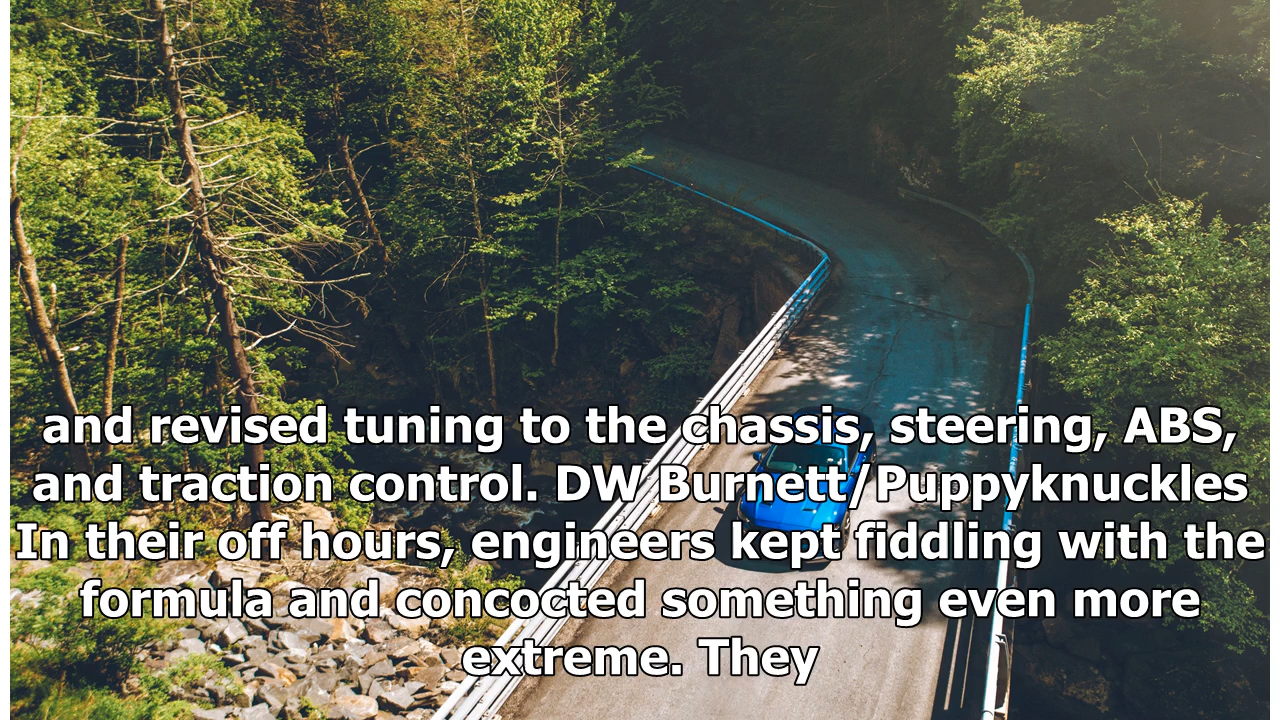 and revised tuning to the chassis, steering, ABS,
and traction control. DW Burnett/Puppyknuckles
In their off hours, engineers kept fiddling with the
formula and concocted something even more
extreme. They